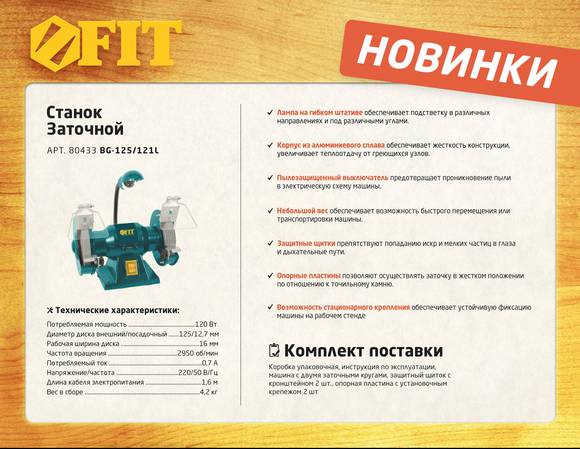 FIT
НОВИНКИ
Станок
Заточной
АРТ. 80433 BG-125/121L
FIT
Технические характеристики:
Потребляемая мощность 120 Вт
Диаметр диска внешний/посадочный 125/12,7 мм
Рабочая ширина диска 16 мм
Частота вращения 2950 об/мин
Потребляемый ток 0,7 А
Напряжение/частота 220/50 В/Гц
Длина кабеля электропитания 1,6 м
Вес в сборе 4,2 кг
Лампа на гибком штативе обеспечивает подсветку в различных
направлениях и под различными углами.
Корпус из алюминиевого сплава обеспечивает жесткость конструкции,
увеличивает теплоотдачу от греющихся узлов.
Пылезащищенный выключатель предотвращает проникновение пыли
в электрическую схему машины.
Небольшой вес обеспечивает возможность быстрого перемещения или
транспортировки машины.
Защитные щитки препятствуют попаданию искр и мелких частиц в глаза
и дыхательные пути.
Опорные пластины позволяют осуществлять заточку в жестком положении
по отношению к точильному камню.
Возможность стационарного крепления обеспечивает устойчивую фиксацию
машины на рабочем стенде
Комплект поставки
Коробка упаковочная, инструкция по эксплуатации,
машина с двумя заточными кругами, защитный щиток с
кронштейном 2 шт., опорная пластина с установочным
крепежом 2 шт